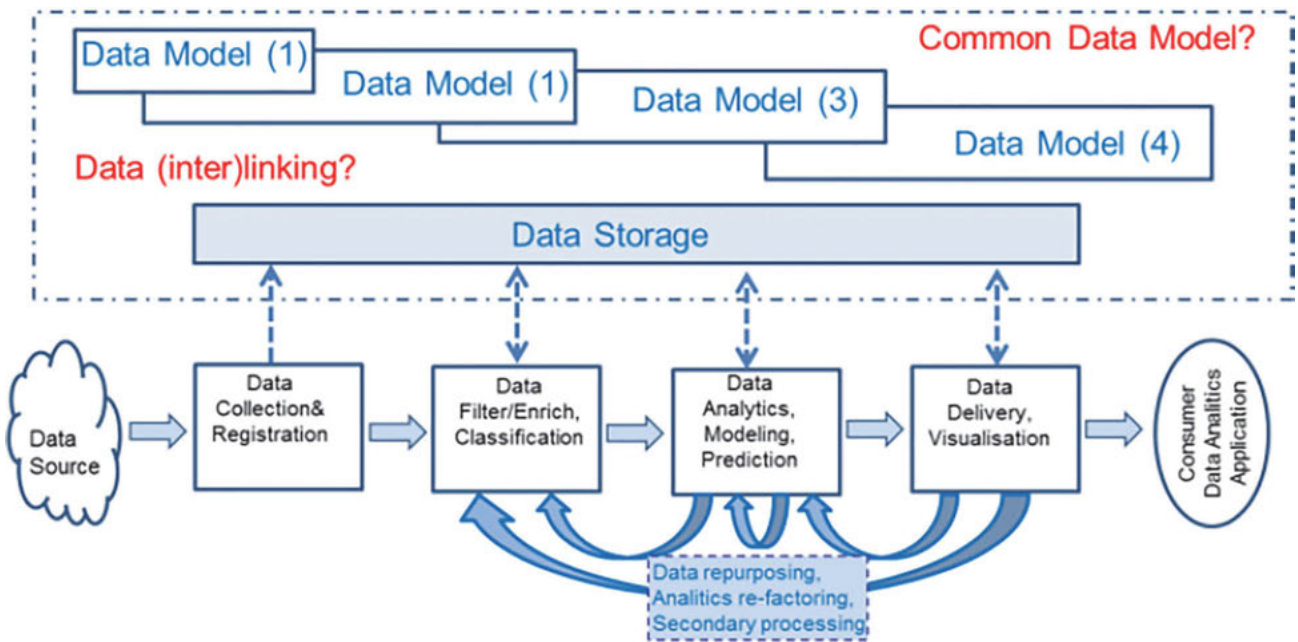 Common Data Model?
Data Model (1)
Data Model (1)
Data Model (3)
Data Model (4)
Data (inter)linking?
Data Storage
Data
Source
Data
Collection&
Registration
Data
Filter/Enrich,
Classification
Data
Analytics,
Modeling,
Prediction
Data
Delivery,
Visualisation
Consumer
Data Analitics
Application
Data repurposing,
Analitics re-factoring,
Secondary processing